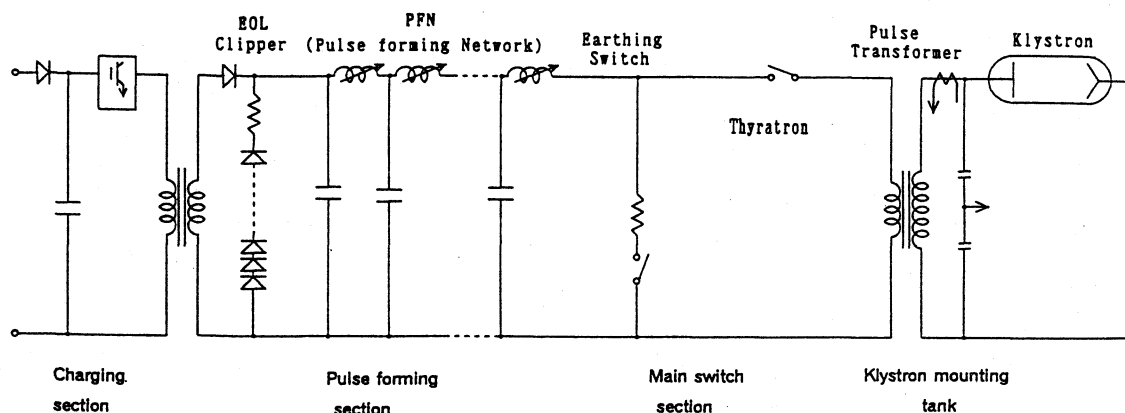 EOL
Clipper
PFN
(Pulse forming Network)
Earthing
Switch
Pulse
Transformer
Klystron
Thyratron
Charging.
section
Pulse forming
section
Main switch
section
Klystron mounting
tank